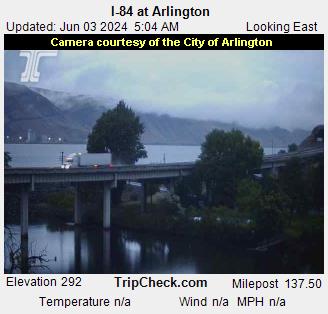 I-84 at Arlington
Updated: Jun 03 2024 5:04 AM Looking East
Camera courtesy of the City of Arlington
Elevation 292 TripCheck.com Milepost 137.50
Temperature n/a Wind n/a MPH n/a